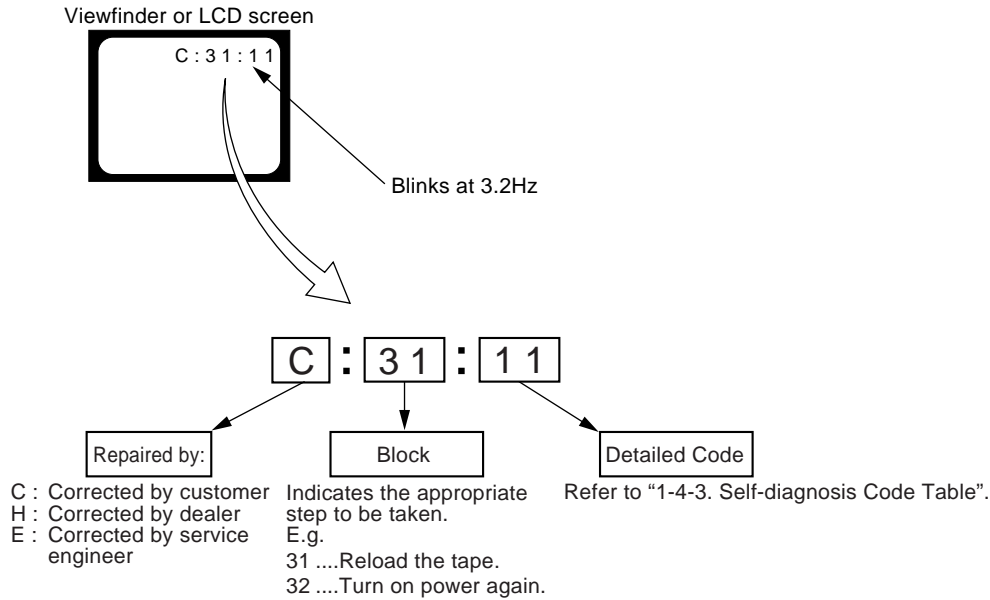 Viewfinder or LCD screen
C : 3 1 : 1 1
Blinks at 3.2Hz
C : 3 1 : 1 1
Repaired by:
C : Corrected by customer
H : Corrected by dealer
E : Corrected by service
engineer
Block
Indicates the appropriate
step to be taken.
E.g.
31 ....Reload the tape.
32 ....Turn on power again.
Detailed Code
Refer to “1-4-3. Self-diagnosis Code Table”.